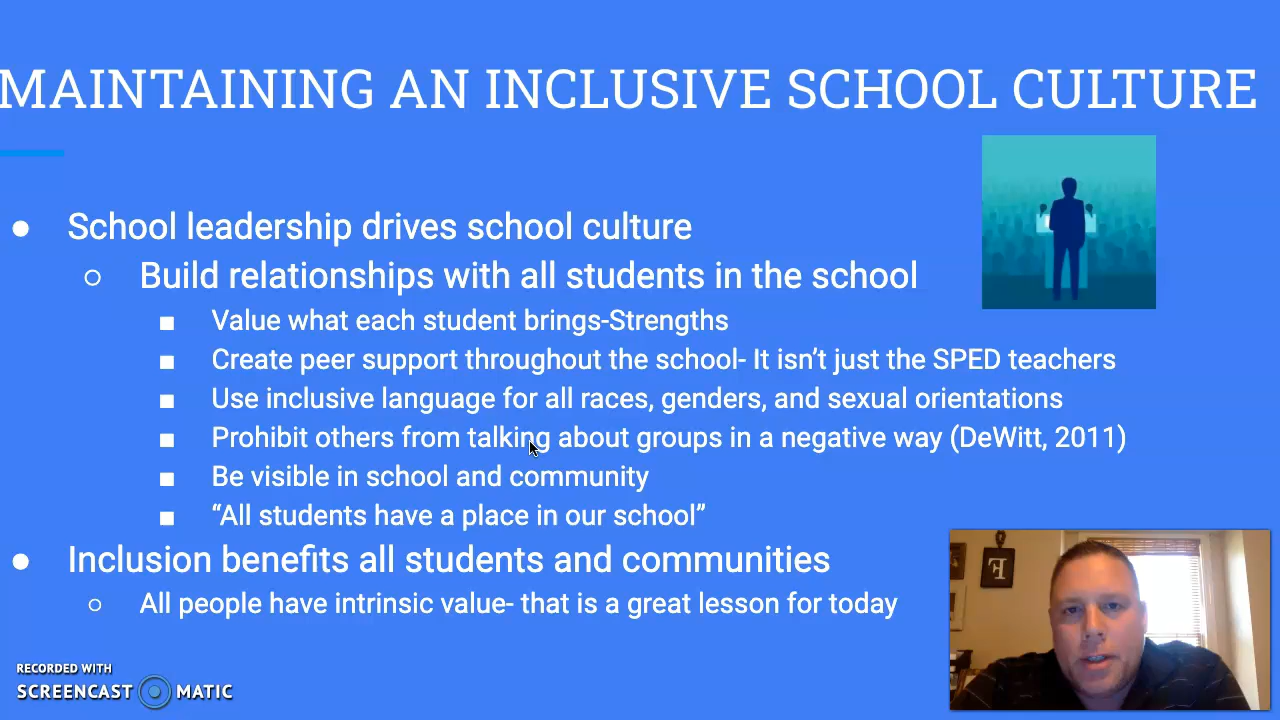 MAINTAINING AN INCLUSIVE SCHOOL CULTURE
● School leadership drives school culture
○ Build relationships with all students in the school
■ Value what each student brings-Strengths
■ Create peer support throughout the school- It isn’t just the SPED teachers
■ Use inclusive language for all races, genders, and sexual orientations
■ Prohibit others from talking about groups in a negative way (DeWitt, 2011)
■ Be visible in school and community
■ “All students have a place in our school”
● Inclusion benefits all students and communities
○ All people have intrinsic value- that is a great lesson for today
F
RECORDED WITH
SCREENCAST MATIC